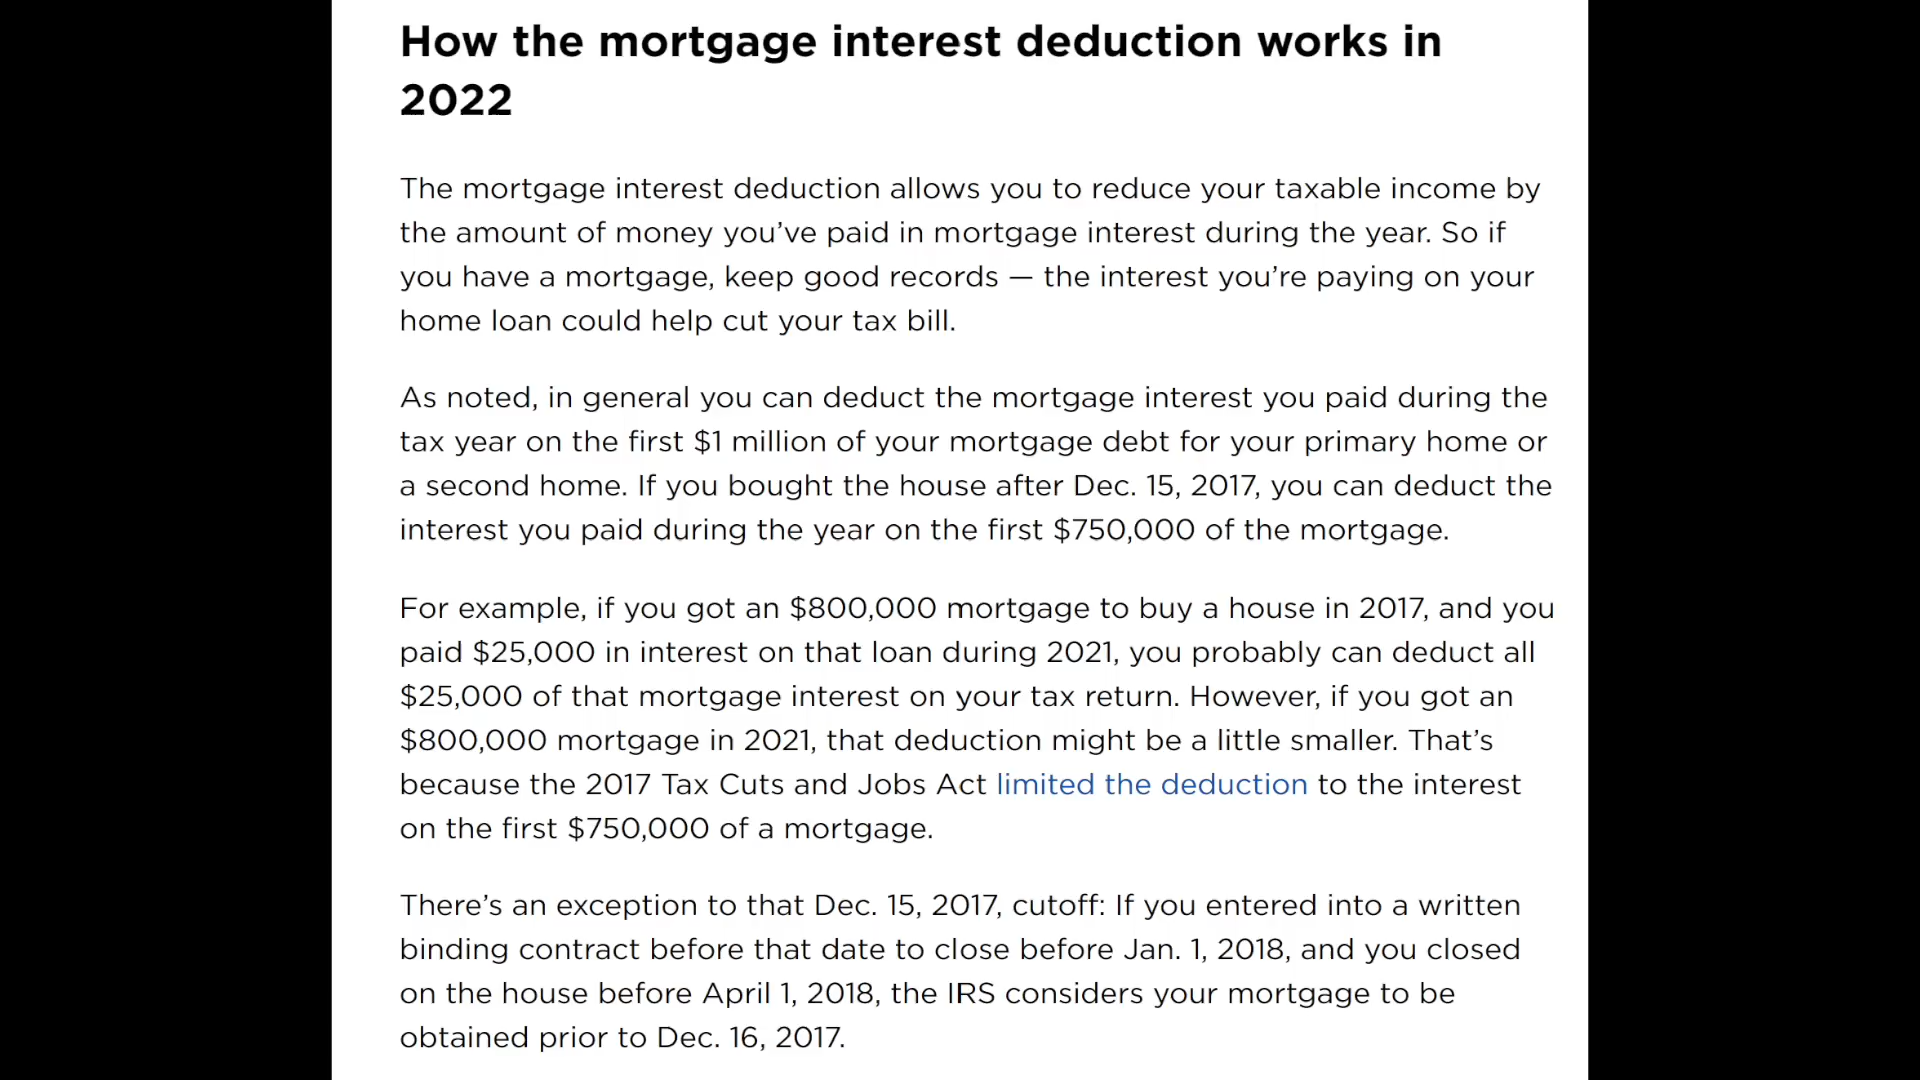 How the mortgage interest deduction works in
2022
The mortgage interest deduction allows you to reduce your taxable income by
the amount of money you’ve paid in mortgage interest during the year. So if
you have a mortgage, keep good records — the interest you’re paying on your
home loan could help cut your tax bill.
As noted, in general you can deduct the mortgage interest you paid during the
tax year on the first $1 million of your mortgage debt for your primary home or
a second home. If you bought the house after Dec. 15, 2017, you can deduct the
interest you paid during the year on the first $750,000 of the mortgage.
For example, if you got an $800,000 mortgage to buy a house in 2017, and you
paid $25,000 in interest on that loan during 2021, you probably can deduct all
$25,000 of that mortgage interest on your tax return. However, if you got an
$800,000 mortgage in 2021, that deduction might be a little smaller. That’s
because the 2017 Tax Cuts and Jobs Act limited the deduction to the interest
on the first $750,000 of a mortgage.
There’s an exception to that Dec. 15, 2017, cutoff: If you entered into a written
binding contract before that date to close before Jan. 1, 2018, and you closed
on the house before April 1, 2018, the IRS considers your mortgage to be
obtained prior to Dec. 16, 2017.